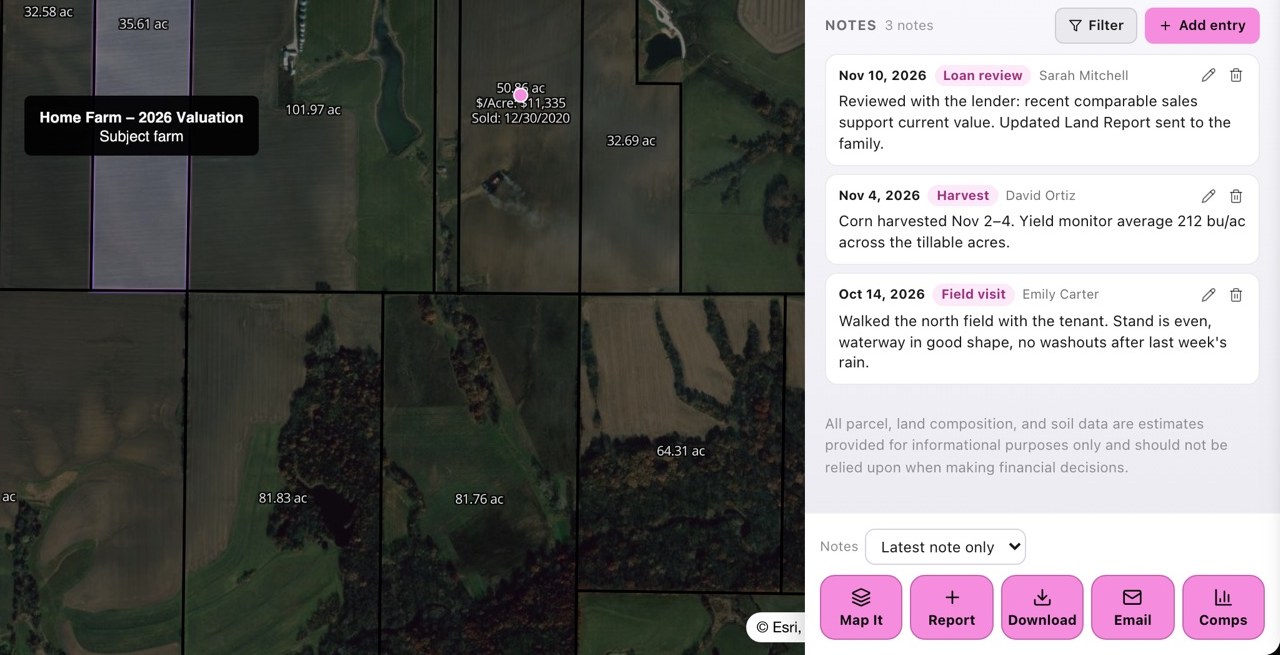 32.58 ac
35.61 ac
Home Farm – 2026 Valuation
Subject farm
101.97 ac
50.86 ac
$/Acre: $11,335
Sold: 12/30/2020
32.69 ac
ac
81.83 ac
81.76 ac
64.31 ac
© Esri,
NOTES 3 notes
Filter
+ Add entry
Nov 10, 2026 Loan review Sarah Mitchell
Reviewed with the lender: recent comparable sales
support current value. Updated Land Report sent to the
family.
Nov 4, 2026 Harvest David Ortiz
Corn harvested Nov 2–4. Yield monitor average 212 bu/ac
across the tillable acres.
Oct 14, 2026 Field visit Emily Carter
Walked the north field with the tenant. Stand is even,
waterway in good shape, no washouts after last week's
rain.
All parcel, land composition, and soil data are estimates
provided for informational purposes only and should not be
relied upon when making financial decisions.
Notes Latest note only
Map It
Report
Download
Email
Comps